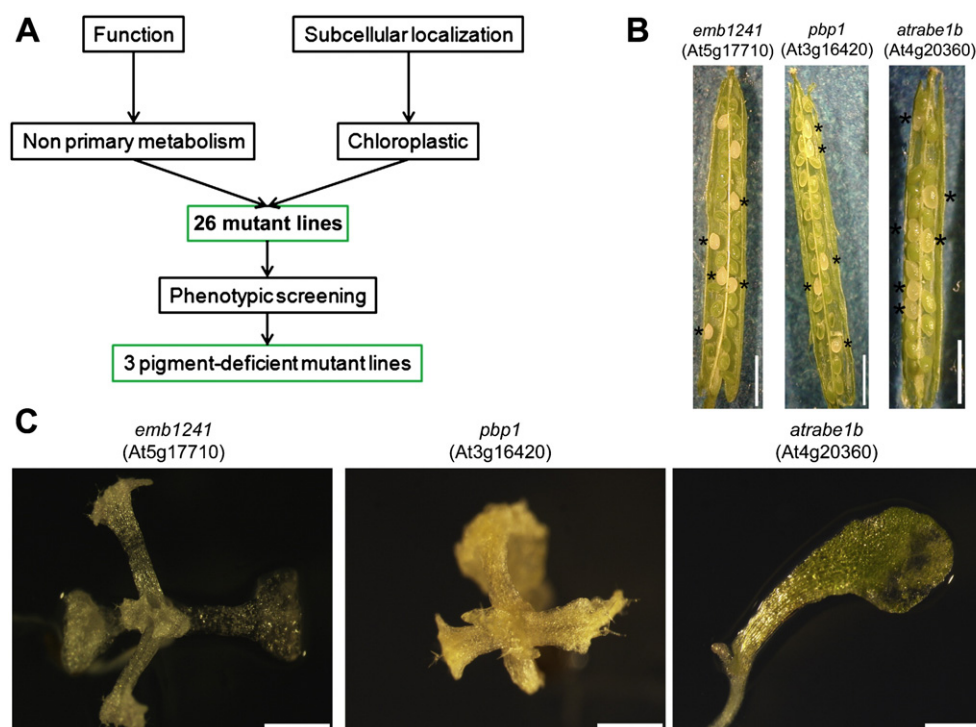 A
Function
Subcellular localization
Non primary metabolism
Chloroplastic
26 mutant lines
Phenotypic screening
3 pigment-deficient mutant lines
B
emb1241
(At5g17710)
pbp1
(At3g16420)
atrabe1b
(At4g20360)
* * * * *
* * * * *
* * * * * *
C
emb1241
(At5g17710)
pbp1
(At3g16420)
atrabe1b
(At4g20360)